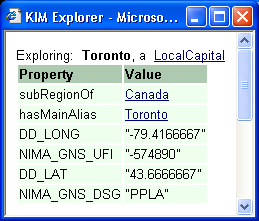 KIM Explorer - Microso...
Exploring: Toronto, a LocalCapital
Property Value
subRegionOf Canada
hasMainAlias Toronto
DD_LONG "-79.4166667"
NIMA_GNS_UFI "-574890"
DD_LAT "43.6666667"
NIMA_GNS_DSG "PPLA"